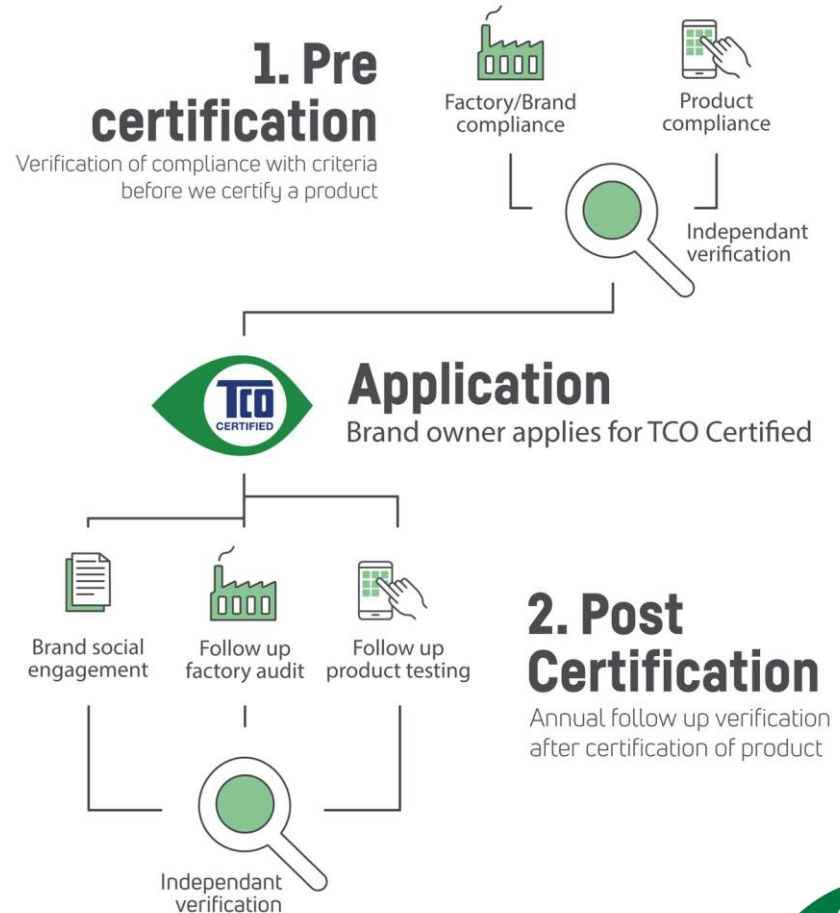 1. Pre
certification
Verification of compliance with criteria
before we certify a product
Factory/Brand
compliance
Product
compliance
Independant
verification
TCO
CERTIFIED
Application
Brand owner applies for TCO Certified
Brand social
engagement
Follow up
factory audit
Follow up
product testing
2. Post
Certification
Annual follow up verification
after certification of product
Independant
verification